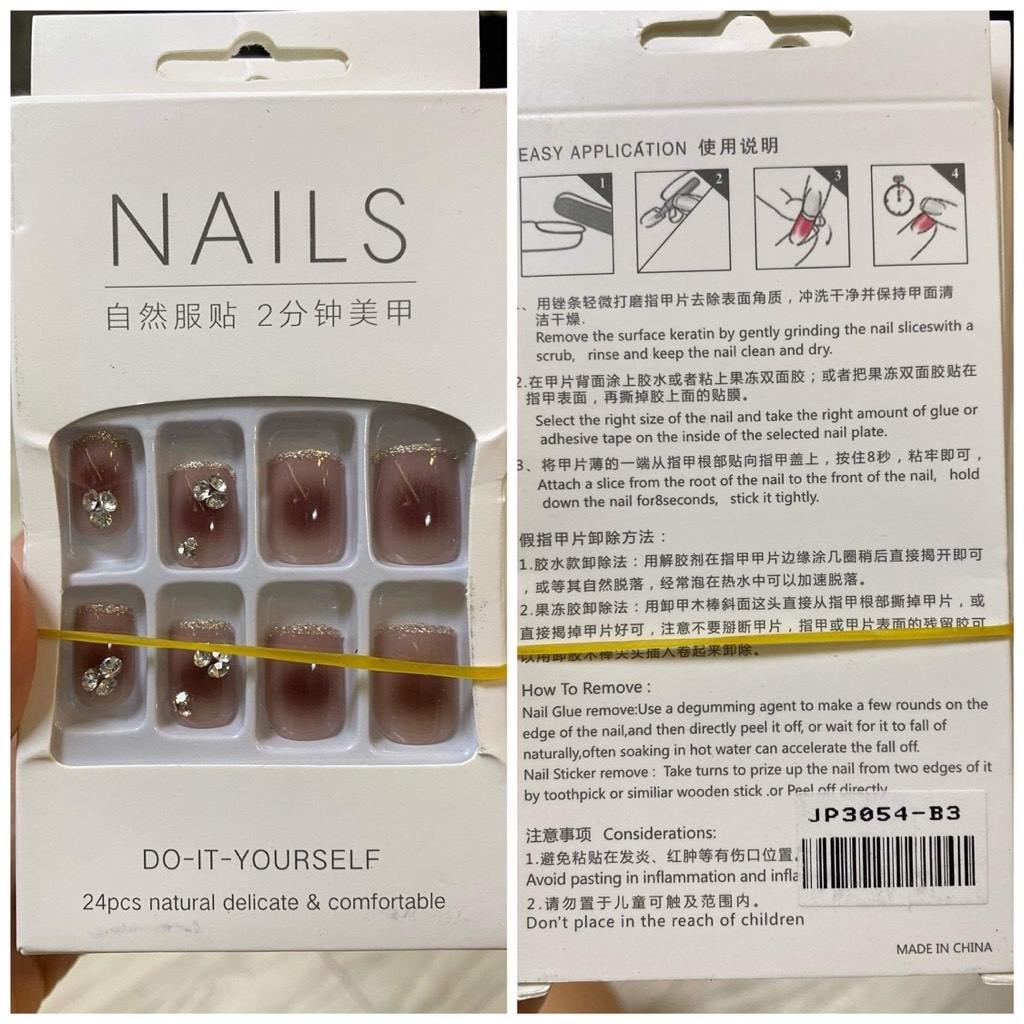 NAILS
自然服贴 2分钟美甲
DO-IT-YOURSELF
24pcs natural delicate & comfortable
EASY APPLICATION 使用说明
1
2
3
4
、用锉条轻微打磨指甲片去除表面角质，冲洗干净并保持甲面清
洁干燥.
Remove the surface keratin by gently grinding the nail sliceswith a
scrub, rinse and keep the nail clean and dry.
2.在甲片背面涂上胶水或者粘上果冻双面胶；或者把果冻双面胶贴在
指甲表面，再撕掉胶上面的贴膜。
Select the right size of the nail and take the right amount of glue or
adhesive tape on the inside of the selected nail plate.
3、将甲片薄的一端从指甲根部贴向指甲盖上，按住8秒，粘牢即可，
Attach a slice from the root of the nail to the front of the nail, hold
down the nail for8seconds, stick it tightly.
假指甲片卸除方法：
1.胶水款卸除法：用解胶剂在指甲甲片边缘涂几圈稍后直接揭开即可
，或等其自然脱落，经常泡在热水中可以加速脱落。
2.果冻胶卸除法：用卸甲木棒斜面这头直接从指甲根部撕掉甲片，或
直接揭掉甲片好可，注意不要掰断甲片，指甲或甲片表面的残留胶可
以用卸胶木棒尖头插入卷起来卸除。
How To Remove :
Nail Glue remove:Use a degumming agent to make a few rounds on the
edge of the nail,and then directly peel it off, or wait for it to fall of
naturally,often soaking in hot water can accelerate the fall off.
Nail Sticker remove : Take turns to prize up the nail from two edges of it
by toothpick or similiar wooden stick .or Peel off directly
JP3054-B3
注意事项 Considerations:
1.避免粘贴在发炎、红肿等有伤口位置.
Avoid pasting in inflammation and infla
2.请勿置于儿童可触及范围内。
Don't place in the reach of children
MADE IN CHINA